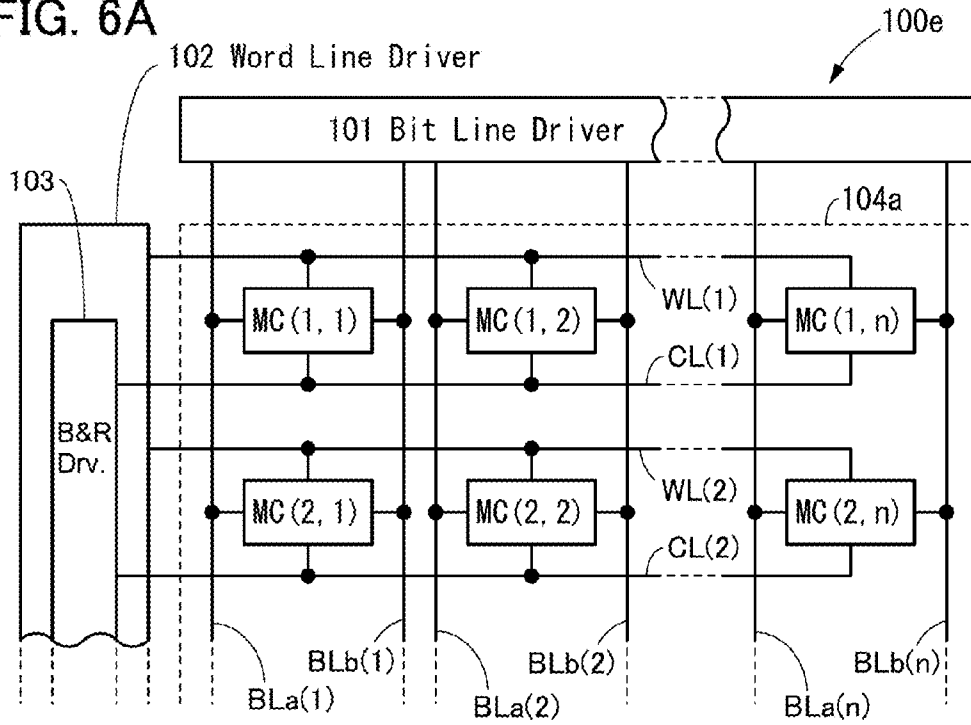 FIG. 6A
100e
102 Word Line Driver
101 Bit Line Driver
103
104a
MC(1, 1)
MC(1, 2)
WL(1)
MC(1, n)
CL(1)
B&R
Drv.
MC(2, 1)
MC(2, 2)
WL(2)
MC(2, n)
CL(2)
BLb(1)
BLb(2)
BLb(n)
BLa(1)
BLa(2)
BLa(n)